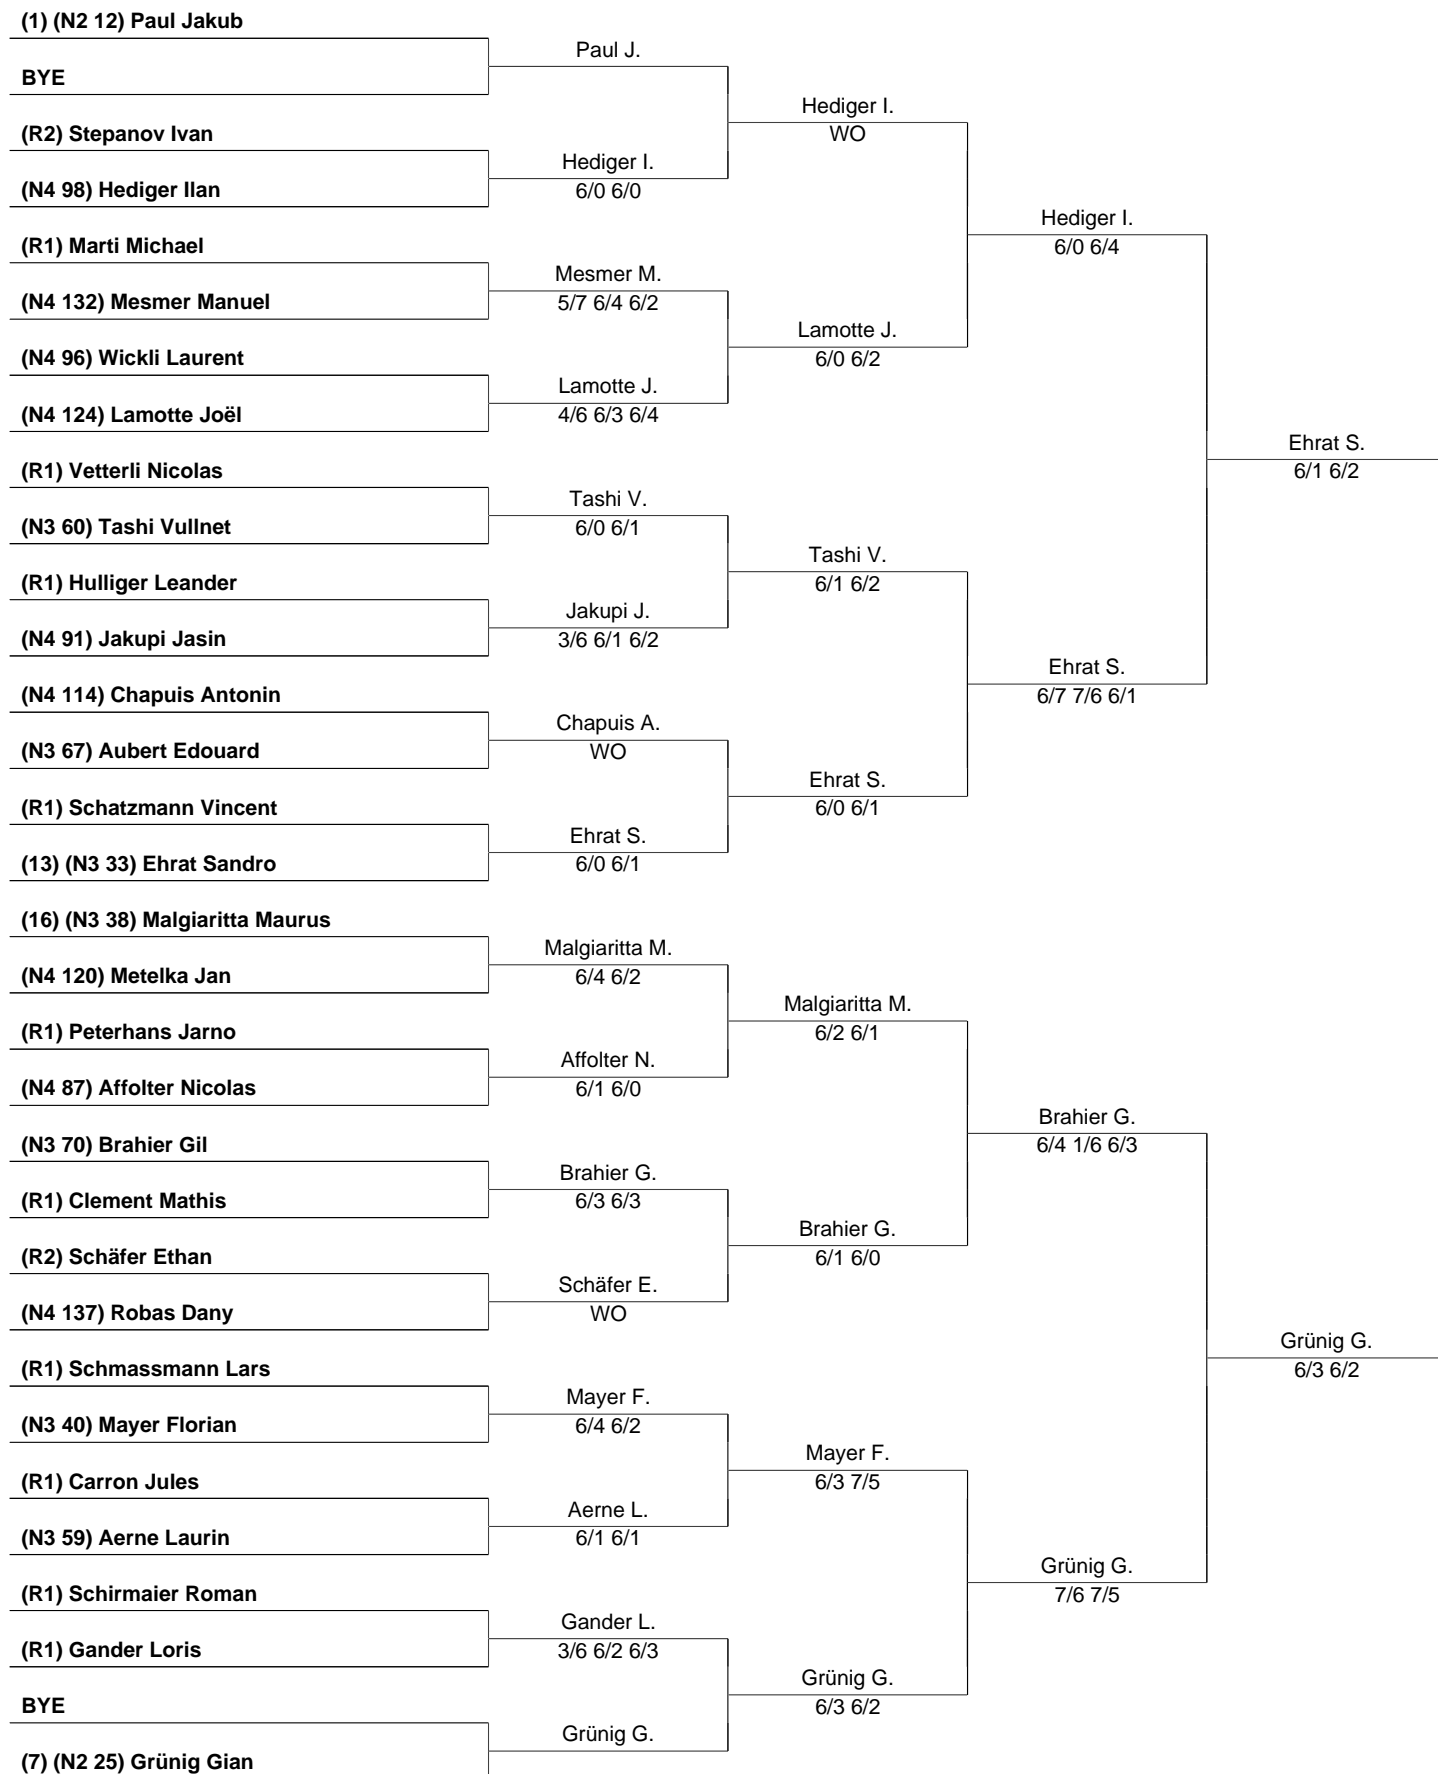 (1) (N2 12) Paul Jakub
BYE
(R2) Stepanov Ivan
(N4 98) Hediger Ilan
(R1) Marti Michael
(N4 132) Mesmer Manuel
(N4 96) Wickli Laurent
(N4 124) Lamotte Joël
(R1) Vetterli Nicolas
(N3 60) Tashi Vullnet
(R1) Hulliger Leander
(N4 91) Jakupi Jasin
(N4 114) Chapuis Antonin
(N3 67) Aubert Edouard
(R1) Schatzmann Vincent
(13) (N3 33) Ehrat Sandro
(16) (N3 38) Malgiaritta Maurus
(N4 120) Metelka Jan
(R1) Peterhans Jarno
(N4 87) Affolter Nicolas
(N3 70) Brahier Gil
(R1) Clement Mathis
(R2) Schäfer Ethan
(N4 137) Robas Dany
(R1) Schmassmann Lars
(N3 40) Mayer Florian
(R1) Carron Jules
(N3 59) Aerne Laurin
(R1) Schirmaier Roman
(R1) Gander Loris
BYE
(7) (N2 25) Grünig Gian
Paul J.
Hediger I.
6/0 6/0
Mesmer M.
5/7 6/4 6/2
Lamotte J.
4/6 6/3 6/4
Tashi V.
6/0 6/1
Jakupi J.
3/6 6/1 6/2
Chapuis A.
WO
Ehrat S.
6/0 6/1
Malgiaritta M.
6/4 6/2
Affolter N.
6/1 6/0
Brahier G.
6/3 6/3
Schäfer E.
WO
Mayer F.
6/4 6/2
Aerne L.
6/1 6/1
Gander L.
3/6 6/2 6/3
Grünig G.
Hediger I.
WO
Lamotte J.
6/0 6/2
Tashi V.
6/1 6/2
Ehrat S.
6/0 6/1
Malgiaritta M.
6/2 6/1
Brahier G.
6/1 6/0
Mayer F.
6/3 7/5
Grünig G.
6/3 6/2
Hediger I.
6/0 6/4
Ehrat S.
6/7 7/6 6/1
Brahier G.
6/4 1/6 6/3
Grünig G.
7/6 7/5
Ehrat S.
6/1 6/2
Grünig G.
6/3 6/2